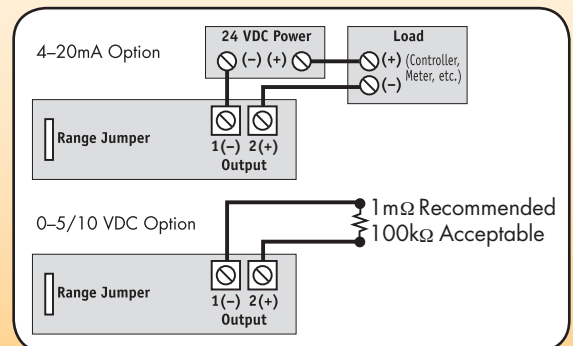 4–20mA Option
24 VDC Power
(–) (+)
Load
(+) (Controller,
Meter, etc.)
(–)
Range Jumper
1(–) 2(+)
Output
0–5/10 VDC Option
1mΩ Recommended
100kΩ Acceptable
Range Jumper
1(–) 2(+)
Output